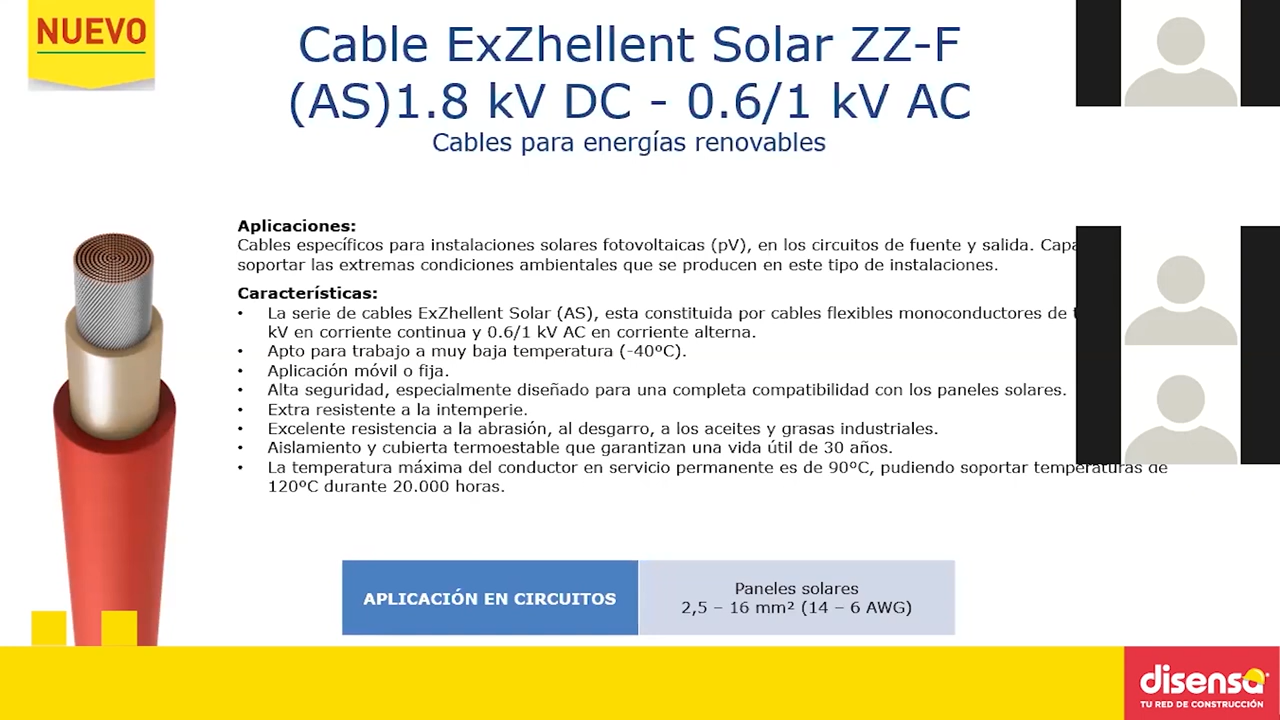 NUEVO
Cable ExZhellent Solar ZZ-F
(AS)1.8 kV DC - 0.6/1 kV AC
Cables para energías renovables
Aplicaciones:
Cables específicos para instalaciones solares fotovoltaicas (pV), en los circuitos de fuente y salida.
soportar las extremas condiciones ambientales que se producen en este tipo de instalaciones.
Características:
• La serie de cables ExZhellent Solar (AS), esta constituida por cables flexibles monoconductores de
kV en corriente continua y 0.6/1 kV AC en corriente alterna.
• Apto para trabajo a muy baja temperatura (-40ºC).
• Aplicación móvil o fija.
• Alta seguridad, especialmente diseñado para una completa compatibilidad con los paneles solares.
• Extra resistente a la intemperie.
• Excelente resistencia a la abrasión, al desgarro, a los aceites y grasas industriales.
• Aislamiento y cubierta termoestable que garantizan una vida útil de 30 años.
• La temperatura máxima del conductor en servicio permanente es de 90ºC, pudiendo soportar temperaturas de
120ºC durante 20.000 horas.
APLICACIÓN EN CIRCUITOS
Paneles solares
2,5 – 16 mm² (14 – 6 AWG)
disensa
TU RED DE CONSTRUCCIÓN